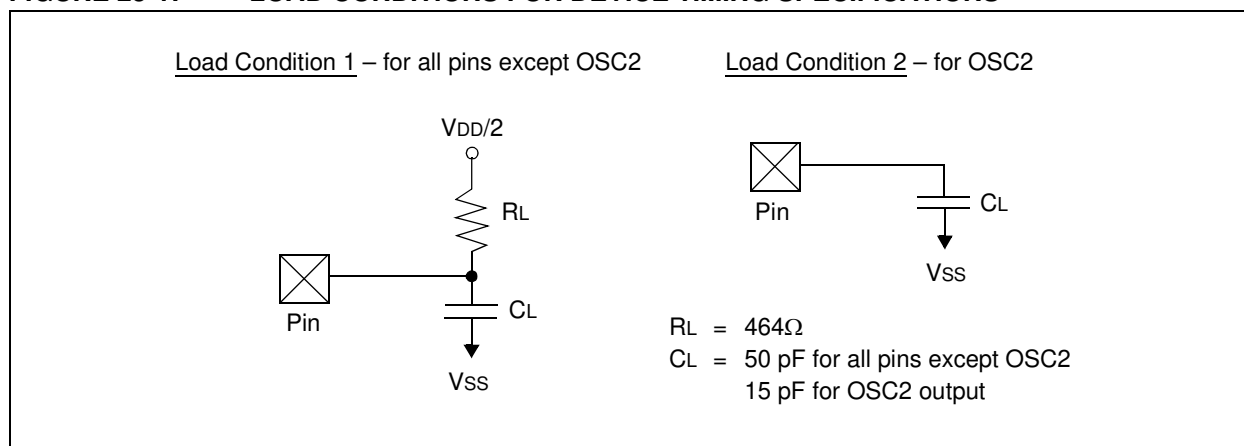 Load Condition 1 – for all pins except OSC2
Load Condition 2 – for OSC2
VDD/2
RL
Pin
CL
VSS
Pin
CL
VSS
RL = 464Ω
CL = 50 pF for all pins except OSC2
15 pF for OSC2 output